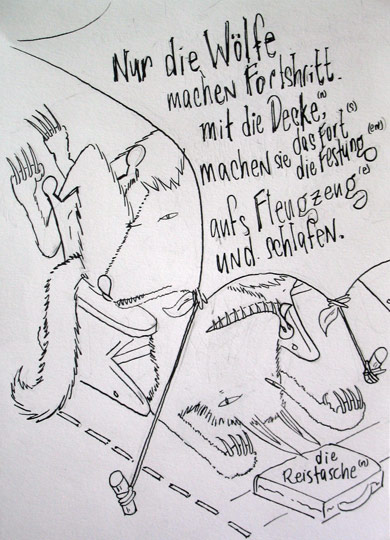 Nur die Wölfe
machen Fortshritt.
mit die Decke,(n)
machen sie das Fort(s)
die Festung(en)
aufs Fleugzeug(e)
und schlafen.
die
Reistasche(n)